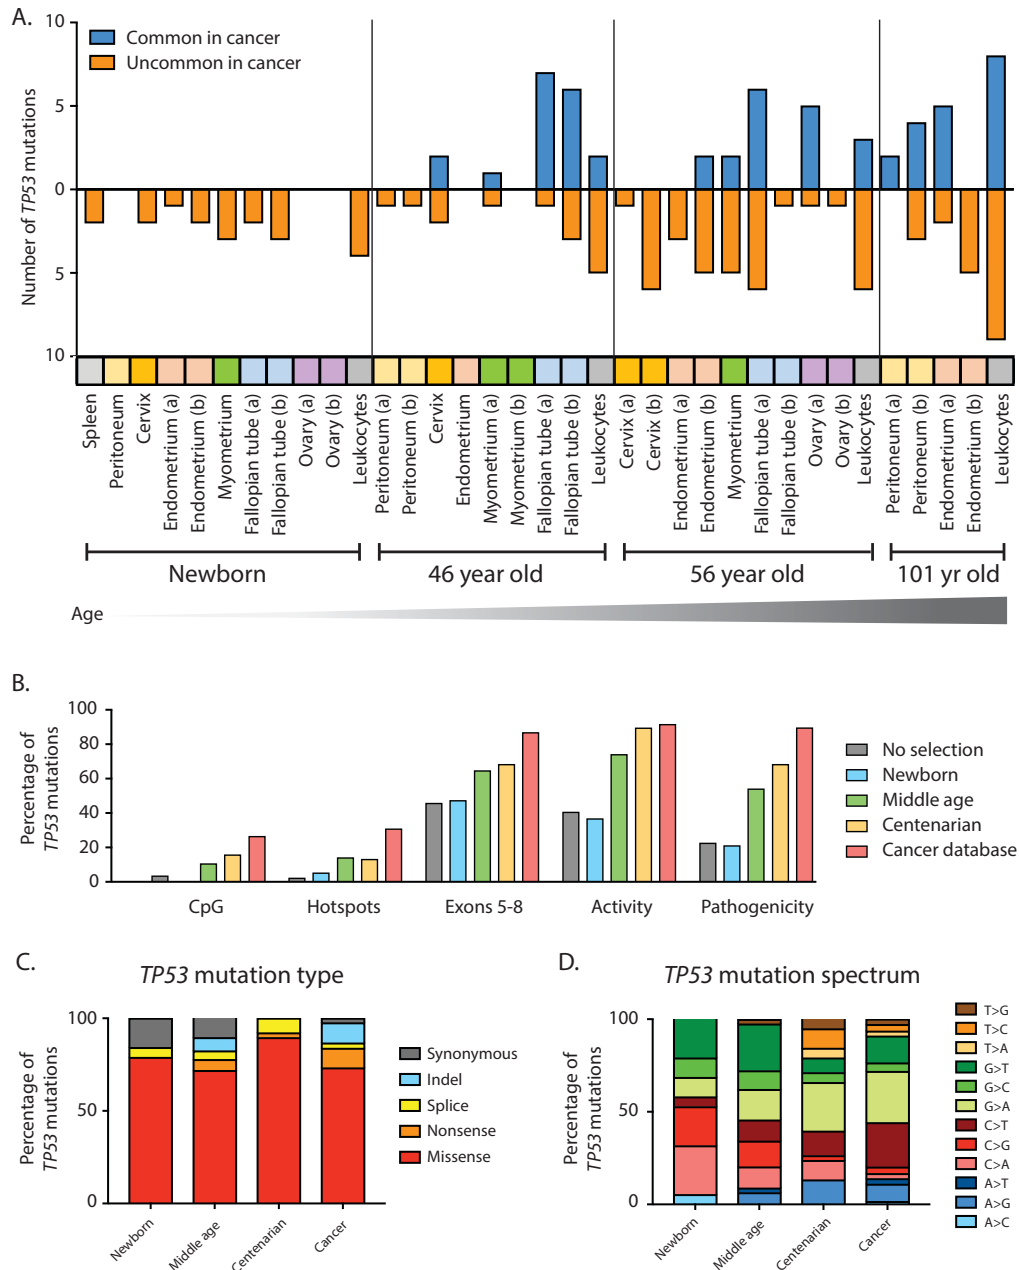 A.
10
5
0
5
10
Number of TP53 mutations
Common in cancer
Uncommon in cancer
Spleen
Peritoneum
Cervix
Endometrium (a)
Endometrium (b)
Myometrium
Fallopian tube (a)
Fallopian tube (b)
Ovary (a)
Ovary (b)
Leukocytes
Peritoneum (a)
Peritoneum (b)
Cervix
Endometrium
Myometrium (a)
Myometrium (b)
Fallopian tube (a)
Fallopian tube (b)
Leukocytes
Cervix (a)
Cervix (b)
Endometrium (a)
Endometrium (b)
Myometrium
Fallopian tube (a)
Fallopian tube (b)
Ovary (a)
Ovary (b)
Leukocytes
Peritoneum (a)
Peritoneum (b)
Endometrium (a)
Endometrium (b)
Leukocytes
Newborn
46 year old
56 year old
101 yr old
Age
B.
100
80
60
40
20
0
Percentage of
TP53 mutations
CpG
Hotspots
Exons 5-8
Activity
Pathogenicity
No selection
Newborn
Middle age
Centenarian
Cancer database
C.
TP53 mutation type
100
50
0
Percentage of
TP53 mutations
Newborn
Middle age
Centenarian
Cancer
Synonymous
Indel
Splice
Nonsense
Missense
D.
TP53 mutation spectrum
100
50
0
Percentage of
TP53 mutations
Newborn
Middle age
Centenarian
Cancer
T>G
T>C
T>A
G>T
G>C
G>A
C>T
C>G
C>A
A>T
A>G
A>C